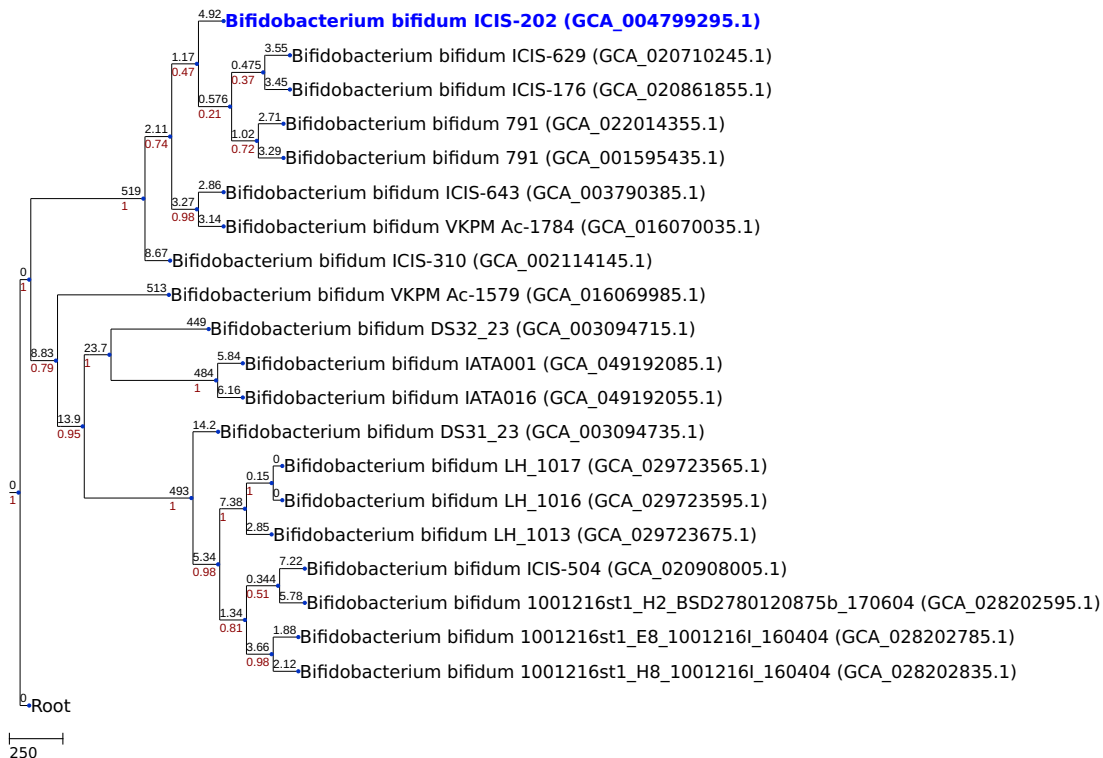 4.92 Bifidobacterium bifidum ICIS-202 (GCA_004799295.1)
3.55 Bifidobacterium bifidum ICIS-629 (GCA_020710245.1)
1.17
0.475
0.47
0.37
3.45 Bifidobacterium bifidum ICIS-176 (GCA_020861855.1)
0.576
0.21
2.71 Bifidobacterium bifidum 791 (GCA_022014355.1)
2.11
1.02
0.74
0.72
3.29 Bifidobacterium bifidum 791 (GCA_001595435.1)
2.86 Bifidobacterium bifidum ICIS-643 (GCA_003790385.1)
519
3.27
1
0.98
3.14 Bifidobacterium bifidum VKPM Ac-1784 (GCA_016070035.1)
8.67 Bifidobacterium bifidum ICIS-310 (GCA_002114145.1)
0
1
513 Bifidobacterium bifidum VKPM Ac-1579 (GCA_016069985.1)
449 Bifidobacterium bifidum DS32_23 (GCA_003094715.1)
8.83
23.7
0.79
1
5.84 Bifidobacterium bifidum IATA001 (GCA_049192085.1)
484
1
6.16 Bifidobacterium bifidum IATA016 (GCA_049192055.1)
13.9
0.95
14.2 Bifidobacterium bifidum DS31_23 (GCA_003094735.1)
0 Bifidobacterium bifidum LH_1017 (GCA_029723565.1)
0.15
1
0
1
493
1
0 Bifidobacterium bifidum LH_1016 (GCA_029723595.1)
7.38
1
2.85 Bifidobacterium bifidum LH_1013 (GCA_029723675.1)
5.34
0.98
7.22 Bifidobacterium bifidum ICIS-504 (GCA_020908005.1)
0.344
0.51
5.78 Bifidobacterium bifidum 1001216st1_H2_BSD2780120875b_170604 (GCA_028202595.1)
1.34
0.81
1.88 Bifidobacterium bifidum 1001216st1_E8_1001216I_160404 (GCA_028202785.1)
3.66
0.98
2.12 Bifidobacterium bifidum 1001216st1_H8_1001216I_160404 (GCA_028202835.1)
0 Root
250